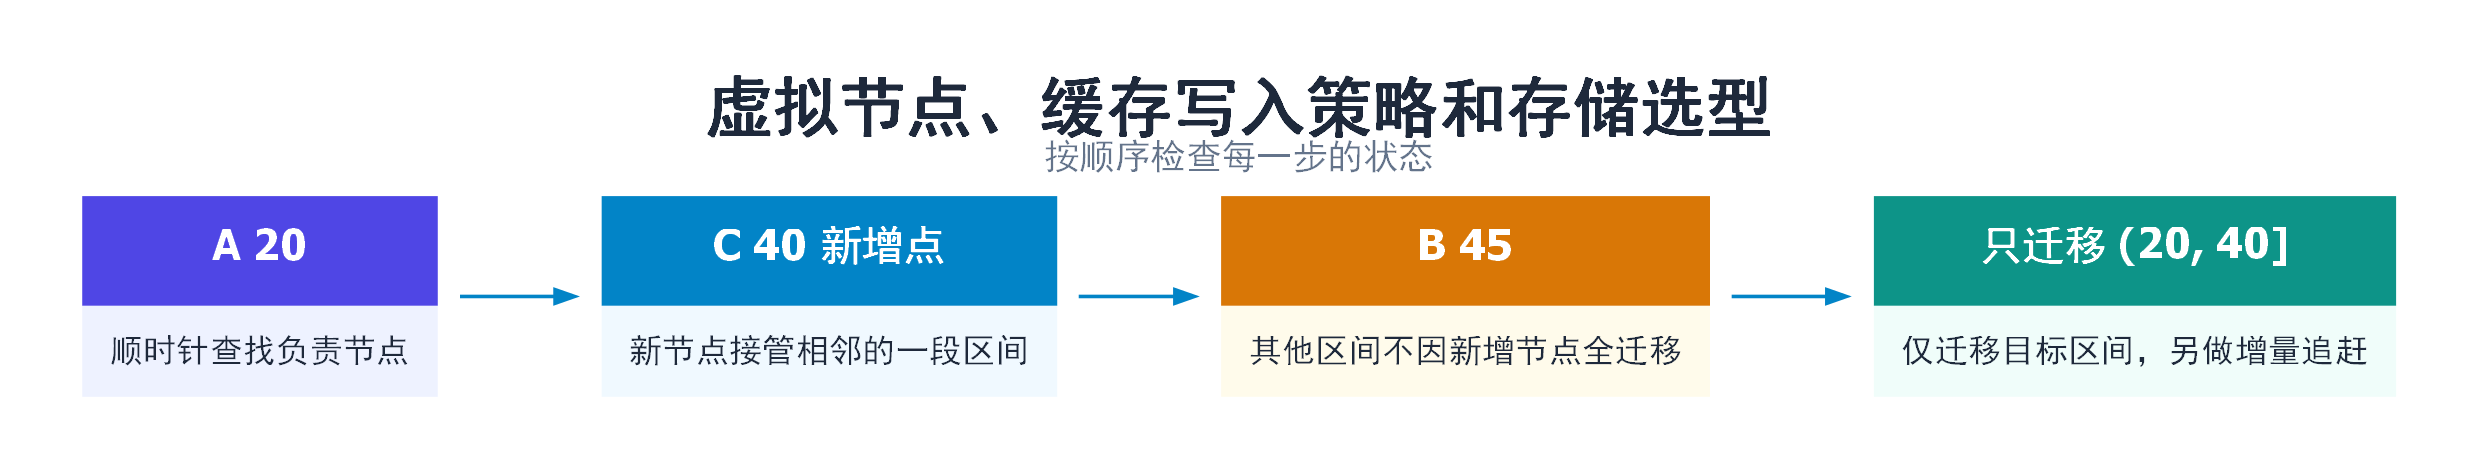 虚拟节点、缓存写入策略和存储选型
按顺序检查每一步的状态
A 20
顺时针查找负责节点
C 40 新增点
新节点接管相邻的一段区间
B 45
其他区间不因新增节点全迁移
只迁移 (20, 40]
仅迁移目标区间，另做增量追赶